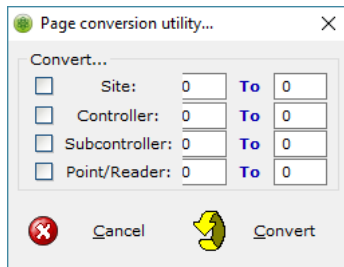 Page conversion utility...
Convert...
Site: 0 To 0
Controller: 0 To 0
Subcontroller: 0 To 0
Point/Reader: 0 To 0
Cancel Convert